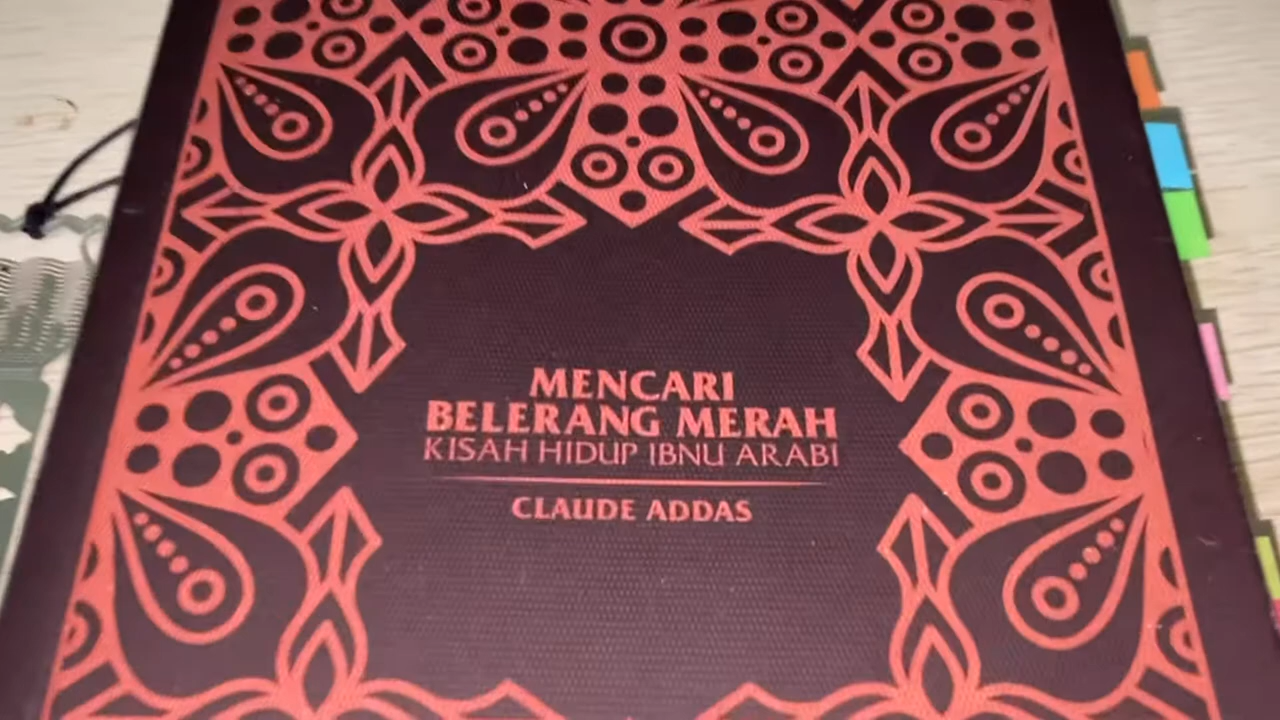 MENCARI
BELERANG MERAH
KISAH HIDUP IBNU ARABI
CLAUDE ADDAS